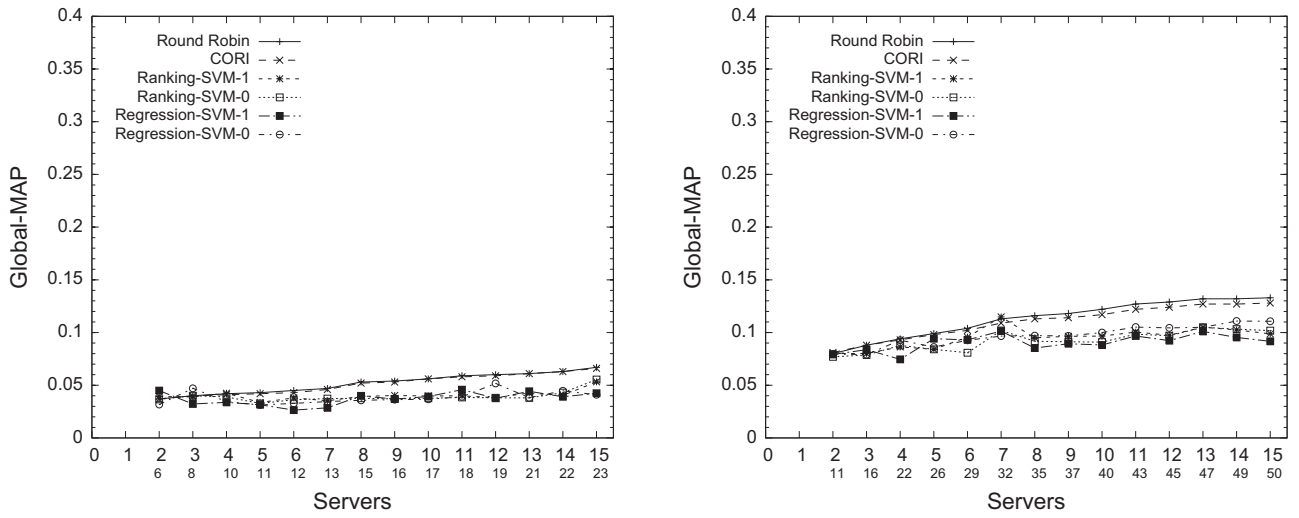 Global-MAP
0.4
0.35
0.3
0.25
0.2
0.15
0.1
0.05
0
Round Robin
CORI
Ranking-SVM-1
Ranking-SVM-0
Regression-SVM-1
Regression-SVM-0
0 1 2 3 4 5 6 7 8 9 10 11 12 13 14 15
6 8 10 11 12 13 15 16 17 18 19 21 22 23
Servers
Global-MAP
0.4
0.35
0.3
0.25
0.2
0.15
0.1
0.05
0
Round Robin
CORI
Ranking-SVM-1
Ranking-SVM-0
Regression-SVM-1
Regression-SVM-0
0 1 2 3 4 5 6 7 8 9 10 11 12 13 14 15
11 16 22 26 29 32 35 37 40 43 45 47 49 50
Servers